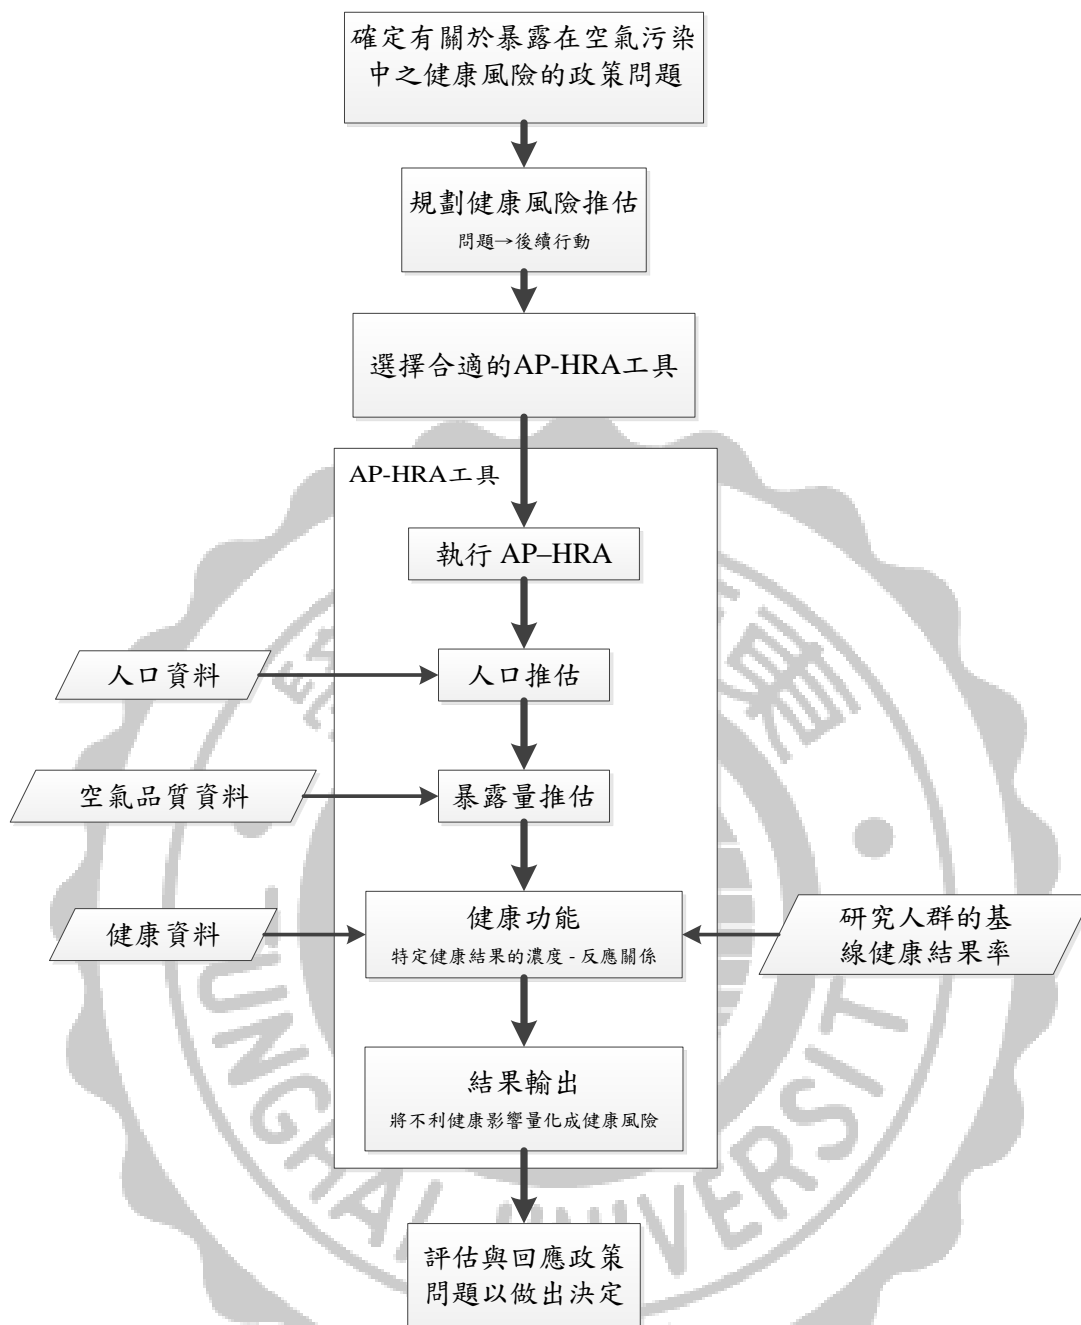 確定有關於暴露在空氣污染
中之健康風險的政策問題
規劃健康風險推估
問題→後續行動
選擇合適的AP-HRA工具
AP-HRA工具
執行 AP–HRA
人口資料
人口推估
空氣品質資料
暴露量推估
健康資料
健康功能
特定健康結果的濃度 - 反應關係
研究人群的基
線健康結果率
結果輸出
將不利健康影響量化成健康風險
評估與回應政策
問題以做出決定